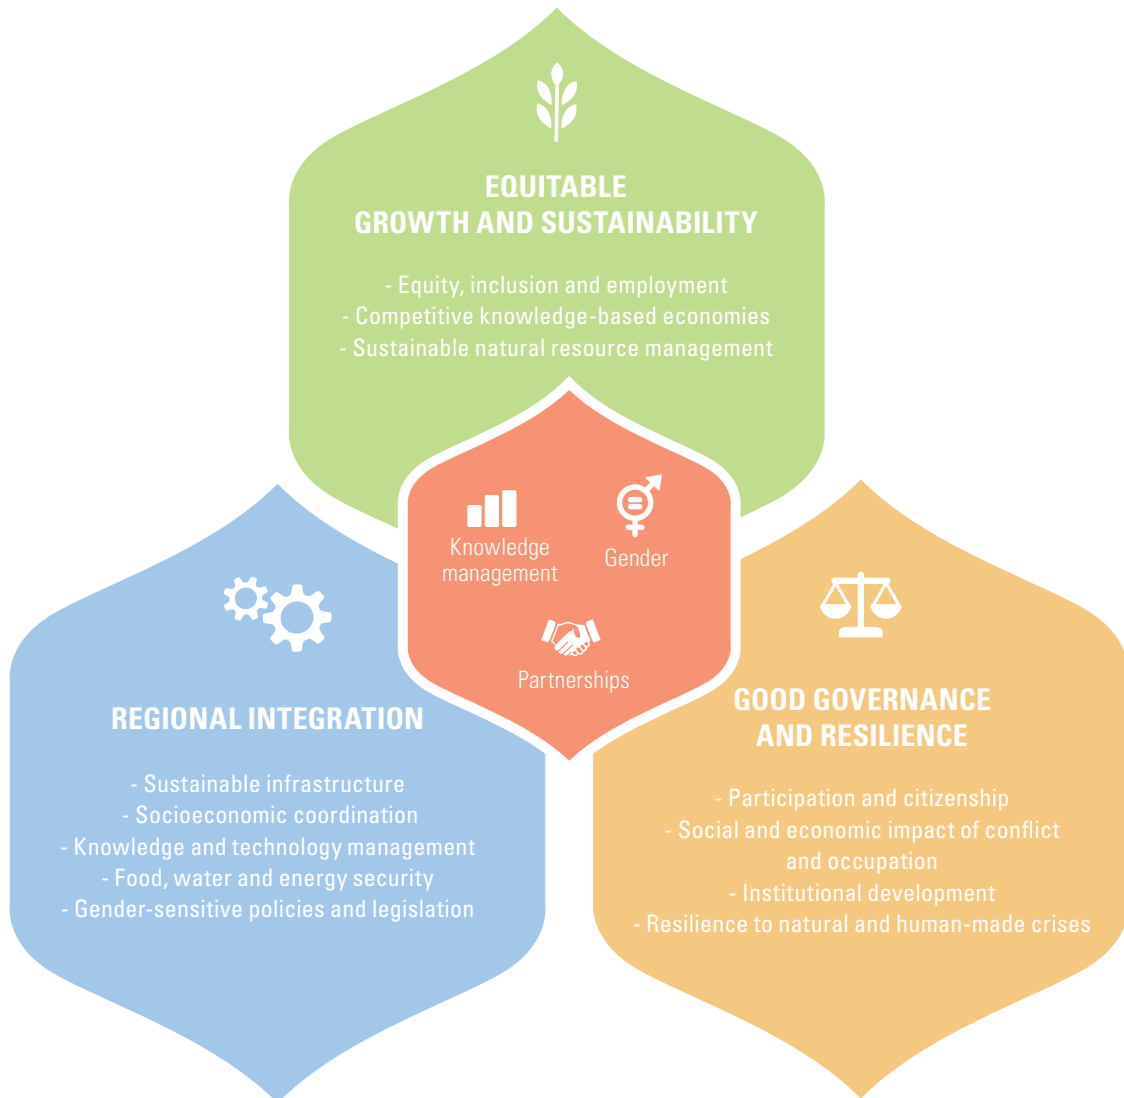 EQUITABLE
GROWTH AND SUSTAINABILITY
- Equity, inclusion and employment
- Competitive knowledge-based economies
- Sustainable natural resource management
Knowledge
management
Gender
Partnerships
REGIONAL INTEGRATION
- Sustainable infrastructure
- Socioeconomic coordination
- Knowledge and technology management
- Food, water and energy security
- Gender-sensitive policies and legislation
GOOD GOVERNANCE
AND RESILIENCE
- Participation and citizenship
- Social and economic impact of conflict
and occupation
- Institutional development
- Resilience to natural and human-made crises